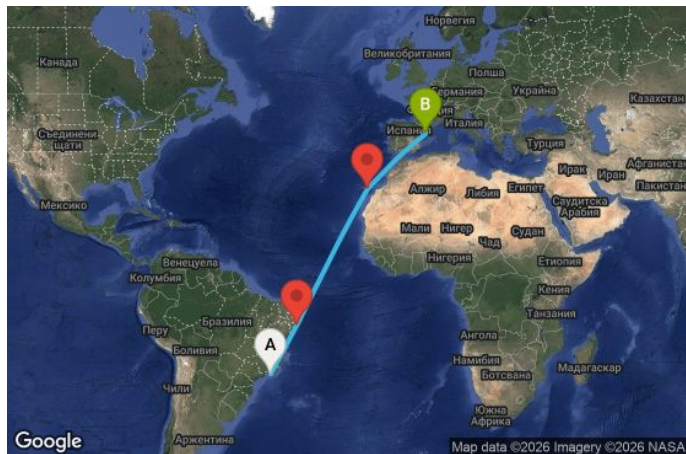 Норвегия
Канада
Великобритания
Полша
Германия
Украйна
Казахстан
B
Италия
Испания
Съединени
щати
Турция
Ирак
Афганистан
Иран
Пакистан
Алжир
Либия
Египет
Саудитска
Арабия
Мексико
Мали
Нигер
Судан
Чад
Венецуела
Нигерия
Етиопия
Колумбия
Кения
Бразилия
Танзания
Перу
Ангола
A
Боливия
Намибия
Ботсвана
Мадагаскар
Чили
Южна
Африка
Аржентина
Google
Map data ©2026 Imagery ©2026 NASA